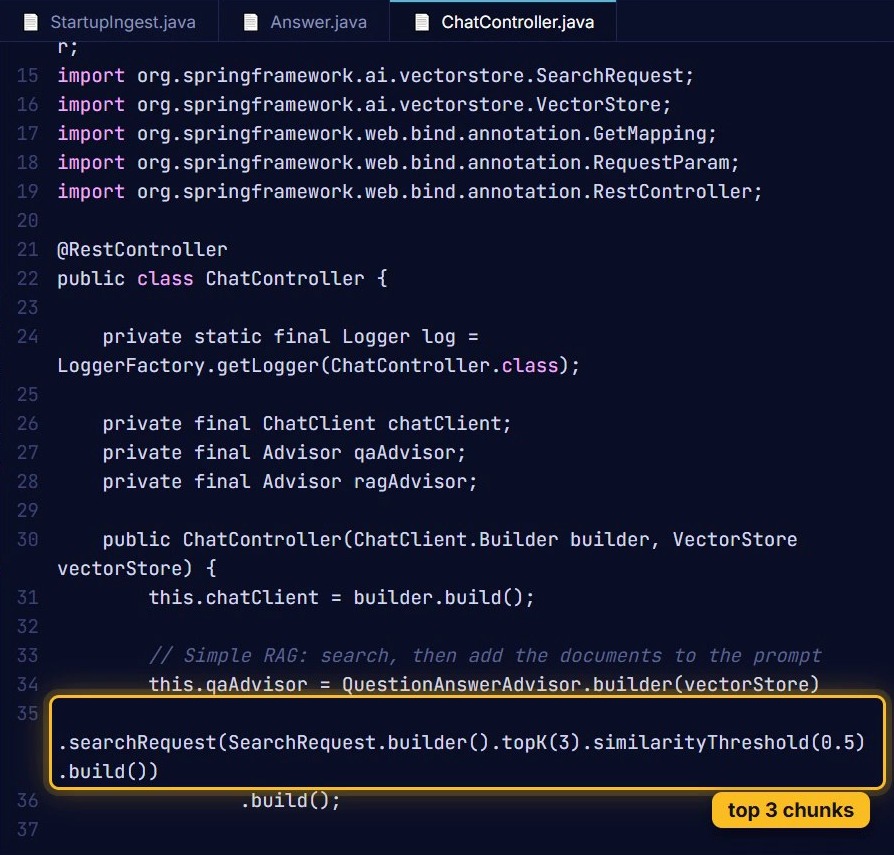 StartupIngest.java Answer.java ChatController.java
r;
15 import org.springframework.ai.vectorstore.SearchRequest;
16 import org.springframework.ai.vectorstore.VectorStore;
17 import org.springframework.web.bind.annotation.GetMapping;
18 import org.springframework.web.bind.annotation.RequestParam;
19 import org.springframework.web.bind.annotation.RestController;
20
21 @RestController
22 public class ChatController {
23
24     private static final Logger log =
LoggerFactory.getLogger(ChatController.class);
25
26     private final ChatClient chatClient;
27     private final Advisor qaAdvisor;
28     private final Advisor ragAdvisor;
29
30     public ChatController(ChatClient.Builder builder, VectorStore
vectorStore) {
31         this.chatClient = builder.build();
32
33         // Simple RAG: search, then add the documents to the prompt
34         this.qaAdvisor = QuestionAnswerAdvisor.builder(vectorStore)
35
.searchRequest(SearchRequest.builder().topK(3).similarityThreshold(0.5)
.build())
36                 .build();
top 3 chunks
37